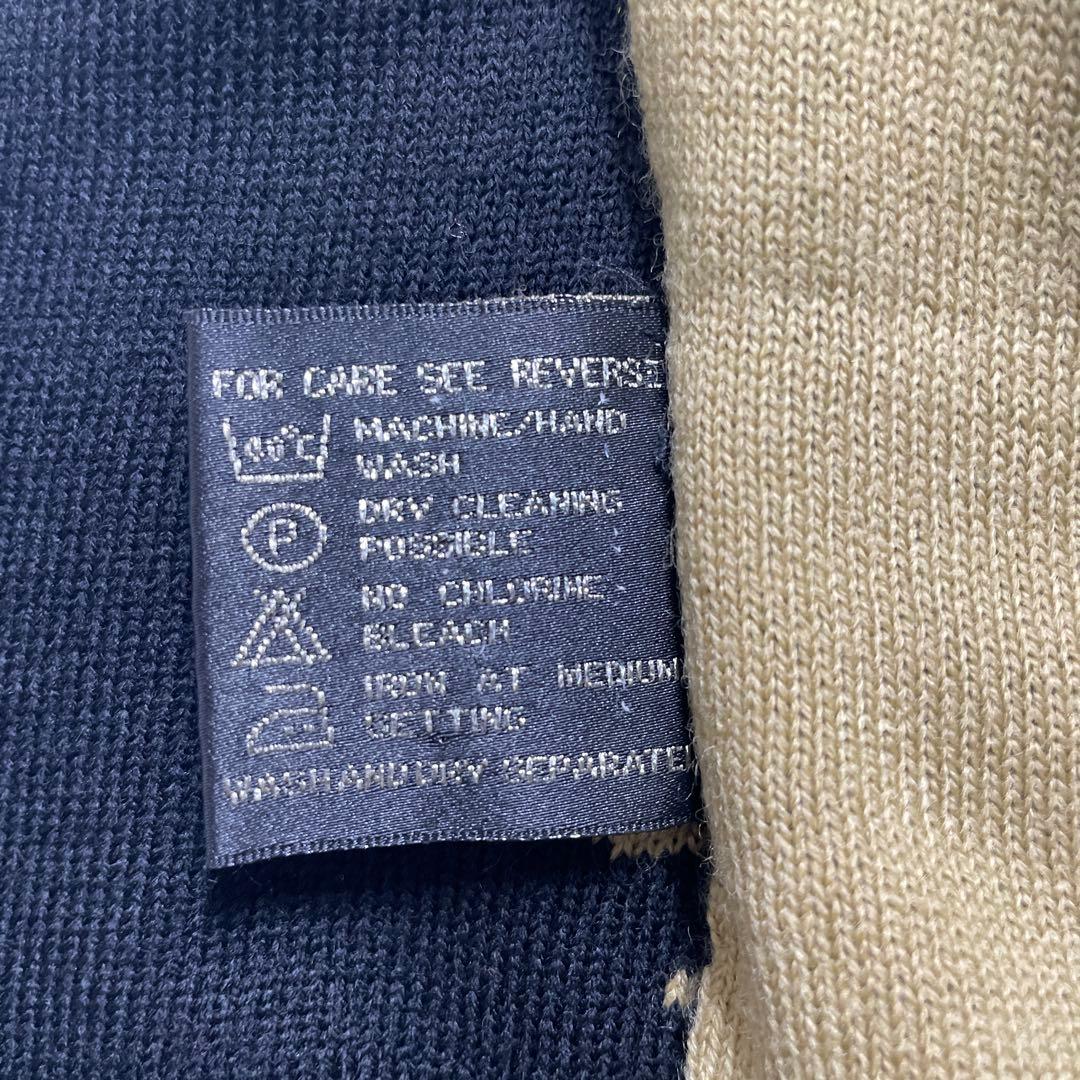 FOR CARE SEE REVERSE
40°C MACHINE/HAND
WASH
P DRY CLEANING
POSSIBLE
NO CHLORINE
BLEACH
IRON AT MEDIUM
SETTING
WASH AND DRY SEPARATEL